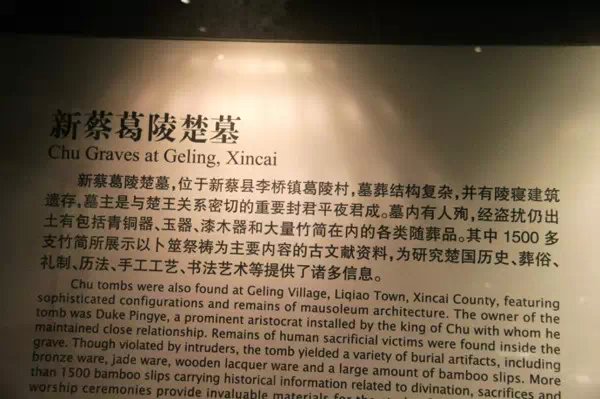 新蔡葛陵楚墓
Chu Graves at Geling, Xincai
新蔡葛陵楚墓，位于新蔡县李桥镇葛陵村，墓葬结构复杂，并有陵寝建筑
遗存，墓主是与楚王关系密切的重要封君平夜君成。墓内有人殉，经盗扰仍出
土有包括青铜器、玉器、漆木器和大量竹简在内的各类随葬品。其中 1500 多
支竹简所展示以卜筮祭祷为主要内容的古文献资料，为研究楚国历史、葬俗、
礼制、历法、手工工艺、书法艺术等提供了诸多信息。
Chu tombs were also found at Geling Village, Liqiao Town, Xincai County, featuring
sophisticated configurations and remains of mausoleum architecture. The owner of the
tomb was Duke Pingye, a prominent aristocrat installed by the king of Chu with whom he
maintained close relationship. Remains of human sacrificial victims were found inside the
grave. Though violated by intruders, the tomb yielded a variety of burial artifacts, including
bronze ware, jade ware, wooden lacquer ware and a large amount of bamboo slips. More
than 1500 bamboo slips carrying historical information related to divination, sacrifices and
worship ceremonies provide invaluable materials for the